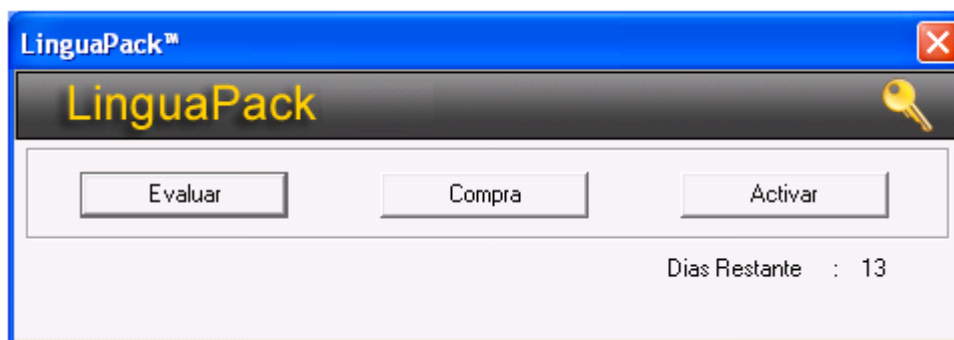 LinguaPack™
LinguaPack
Evaluar Compra Activar
Dias Restante : 13